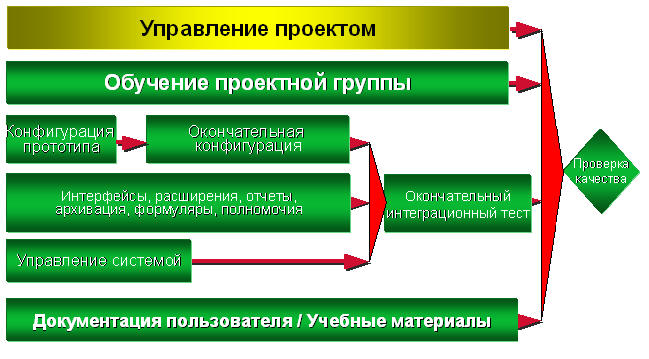 Управление проектом
Обучение проектной группы
Конфигурация
прототипа
Окончательная
конфигурация
Интерфейсы, расширения, отчеты,
архивация, формуляры, полномочия
Окончательный
интеграционный тест
Проверка
качества
Управление системой
Документация пользователя / Учебные материалы